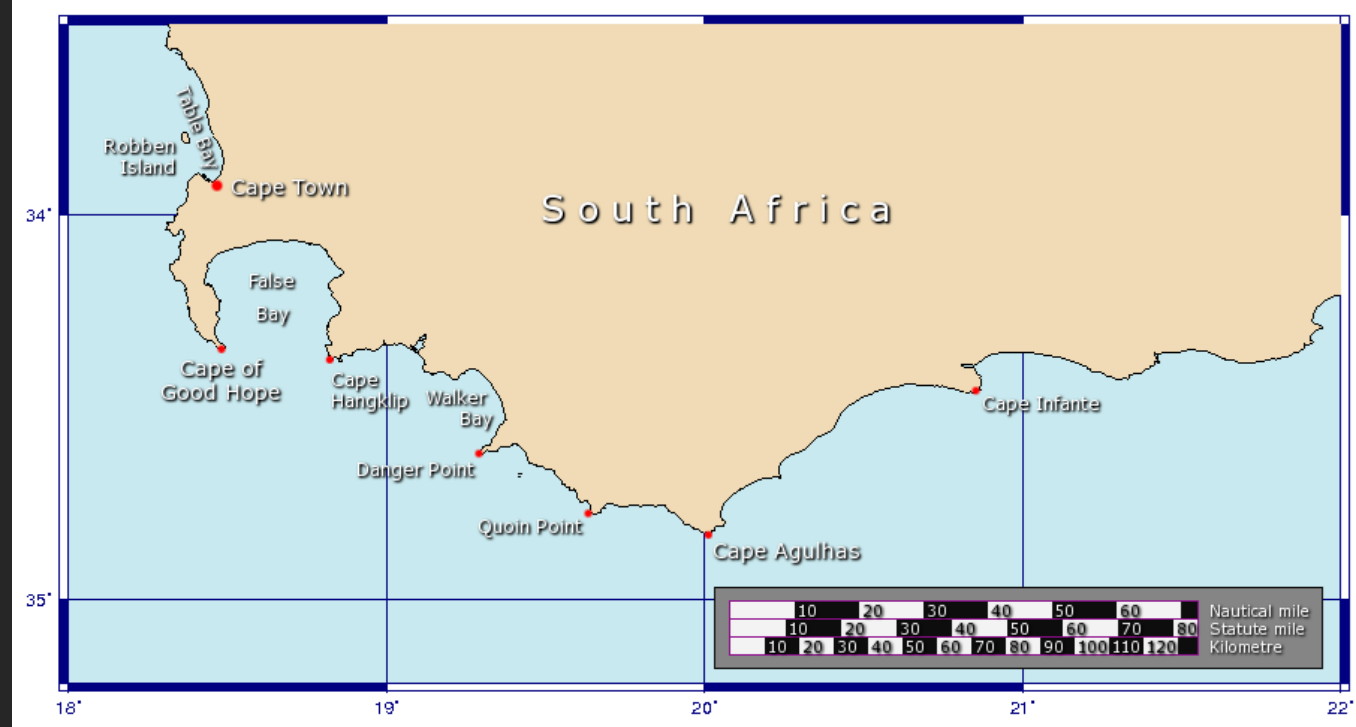 Table Bay
Robben
Island
Cape Town
South Africa
34°
False
Bay
Cape of
Good Hope
Cape
Hangklip
Walker
Bay
Cape Infante
Danger Point
Quoin Point
Cape Agulhas
35°
10 20 30 40 50 60 Nautical mile
10 20 30 40 50 60 70 80 Statute mile
10 20 30 40 50 60 70 80 90 100 110 120 Kilometre
18° 19° 20° 21° 22°